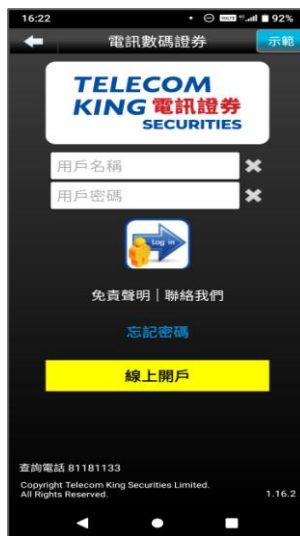 16:22
92%
電訊數碼證券
示範
TELECOM
KING 電訊證券
SECURITIES
用戶名稱
用戶密碼
Log in
免責聲明|聯絡我們
忘記密碼
線上開戶
查詢電話 81181133
Copyright Telecom King Securities Limited.
All Rights Reserved.
1.16.2